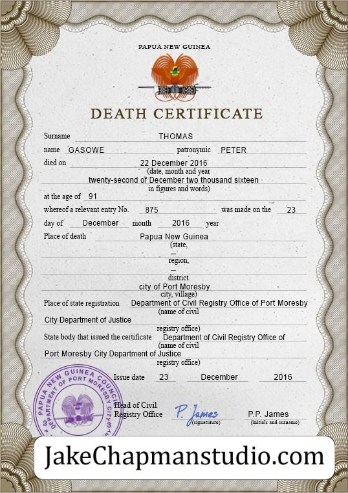 PAPUA NEW GUINEA
DEATH CERTIFICATE
Surname THOMAS
name GASOWE patronymic PETER
died on 22 December 2016
(date, month and year
twenty-second of December two thousand sixteen
in figures and words)
at the age of 91
whereof a relevant entry No. 875 was made on the 23
day of December month 2016 year
Place of death Papua New Guinea
(state,
—
region,
—
district
city of Port Moresby
city, village)
Place of state registration Department of Civil Registry Office of Port Moresby
(name of civil
City Department of Justice
registry office)
State body that issued the certificate Department of Civil Registry Office of
(name of civil
Port Moresby City Department of Justice
registry office)
Issue date 23 December 2016
Head of Civil
Registry Office P. James P.P. James
(signature) (initials and surname)
PAPUA NEW GUINEA COUNCIL
DEPARTMENT OF PORT MORESBY CITY
JakeChapmanstudio.com